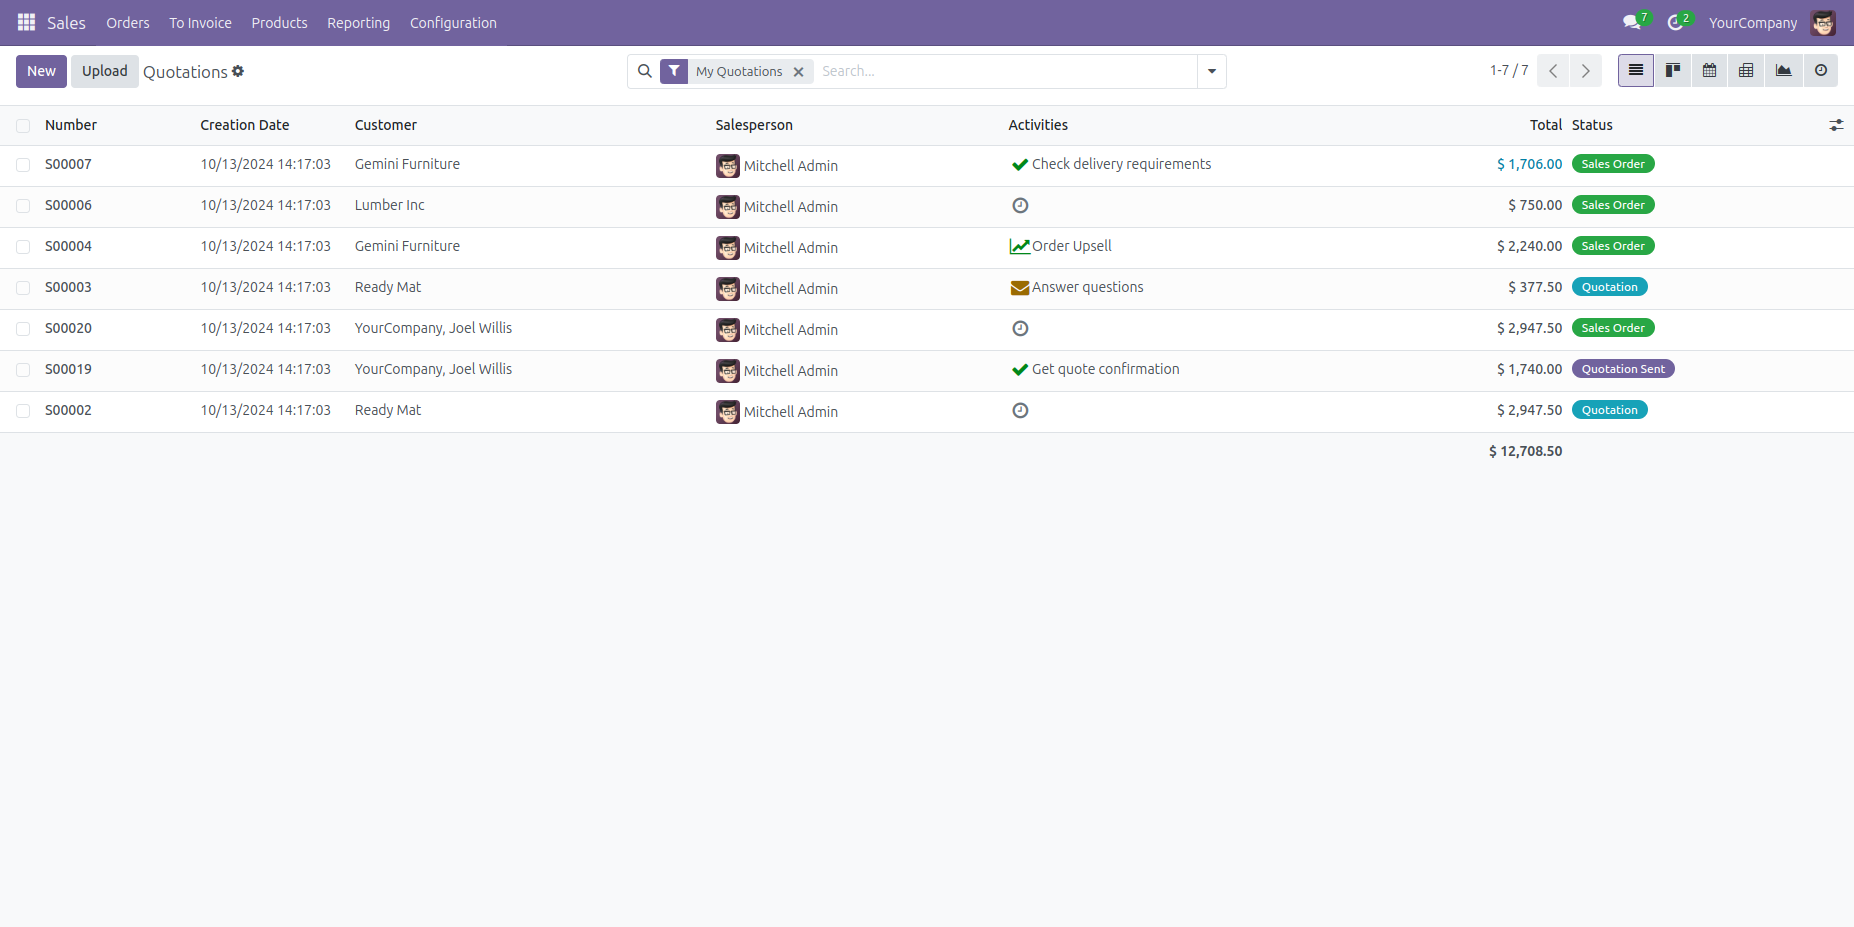 Sales Orders To Invoice Products Reporting Configuration 7 2 YourCompany
New Upload Quotations My Quotations Search... 1-7 / 7
Number Creation Date Customer Salesperson Activities Total Status
S00007 10/13/2024 14:17:03 Gemini Furniture Mitchell Admin Check delivery requirements $ 1,706.00 Sales Order
S00006 10/13/2024 14:17:03 Lumber Inc Mitchell Admin $ 750.00 Sales Order
S00004 10/13/2024 14:17:03 Gemini Furniture Mitchell Admin Order Upsell $ 2,240.00 Sales Order
S00003 10/13/2024 14:17:03 Ready Mat Mitchell Admin Answer questions $ 377.50 Quotation
S00020 10/13/2024 14:17:03 YourCompany, Joel Willis Mitchell Admin $ 2,947.50 Sales Order
S00019 10/13/2024 14:17:03 YourCompany, Joel Willis Mitchell Admin Get quote confirmation $ 1,740.00 Quotation Sent
S00002 10/13/2024 14:17:03 Ready Mat Mitchell Admin $ 2,947.50 Quotation
$ 12,708.50